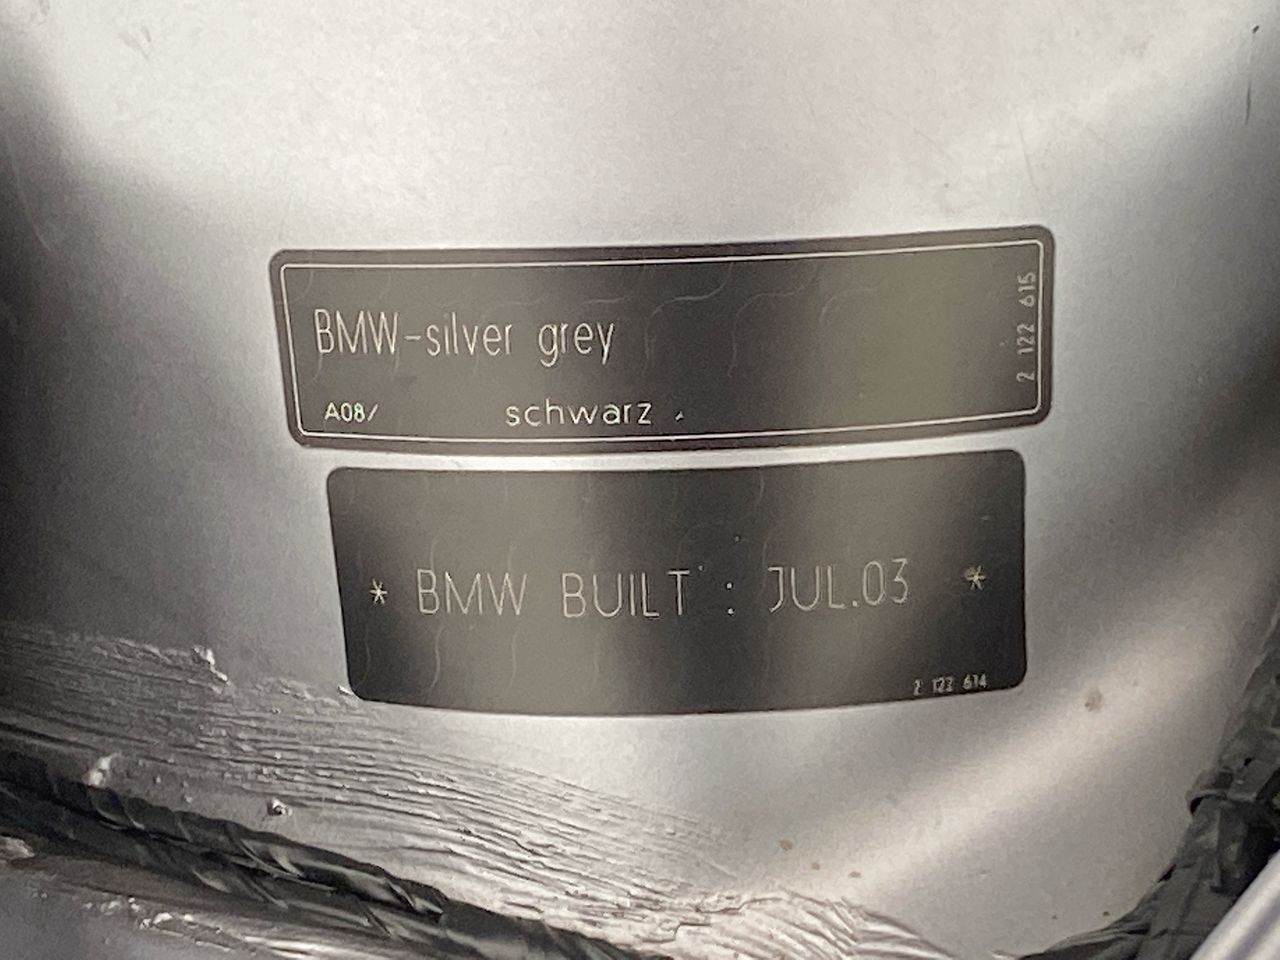 BMW-silver grey
A08/ schwarz
2 122 615
* BMW BUILT : JUL.03 *
2 122 614